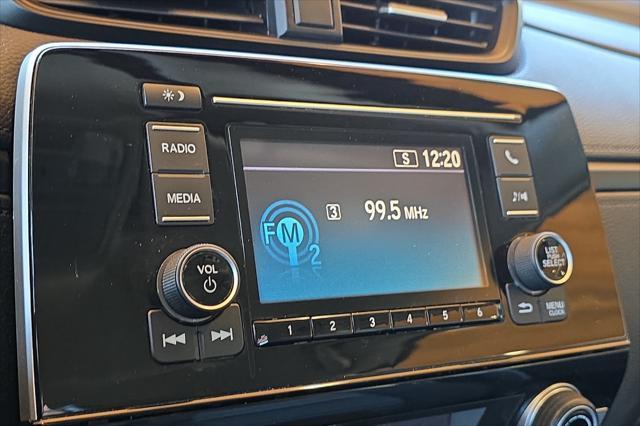 RADIO
MEDIA
VOL
S 12:20
3 99.5 MHz
FM
2
1 2 3 4 5 6
LIST
PUSH
SELECT
MENU
CLOCK